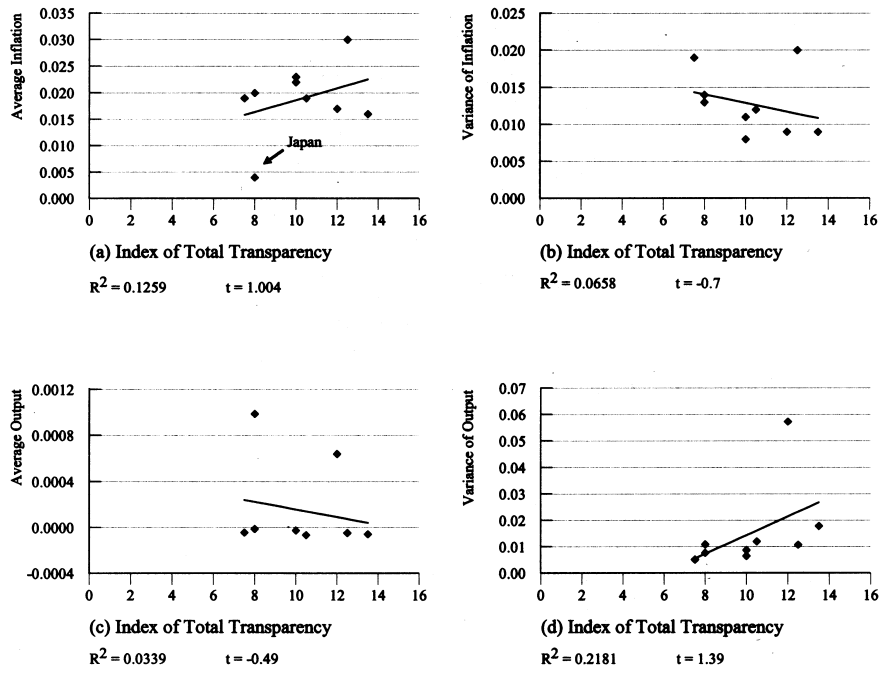 Average Inflation
0.035
0.030
0.025
0.020
0.015
0.010
0.005
0.000
Japan
0 2 4 6 8 10 12 14 16
(a) Index of Total Transparency
R² = 0.1259 t = 1.004
Variance of Inflation
0.025
0.020
0.015
0.010
0.005
0.000
0 2 4 6 8 10 12 14 16
(b) Index of Total Transparency
R² = 0.0658 t = -0.7
Average Output
0.0012
0.0008
0.0004
0.0000
-0.0004
0 2 4 6 8 10 12 14 16
(c) Index of Total Transparency
R² = 0.0339 t = -0.49
Variance of Output
0.07
0.06
0.05
0.04
0.03
0.02
0.01
0.00
0 2 4 6 8 10 12 14 16
(d) Index of Total Transparency
R² = 0.2181 t = 1.39